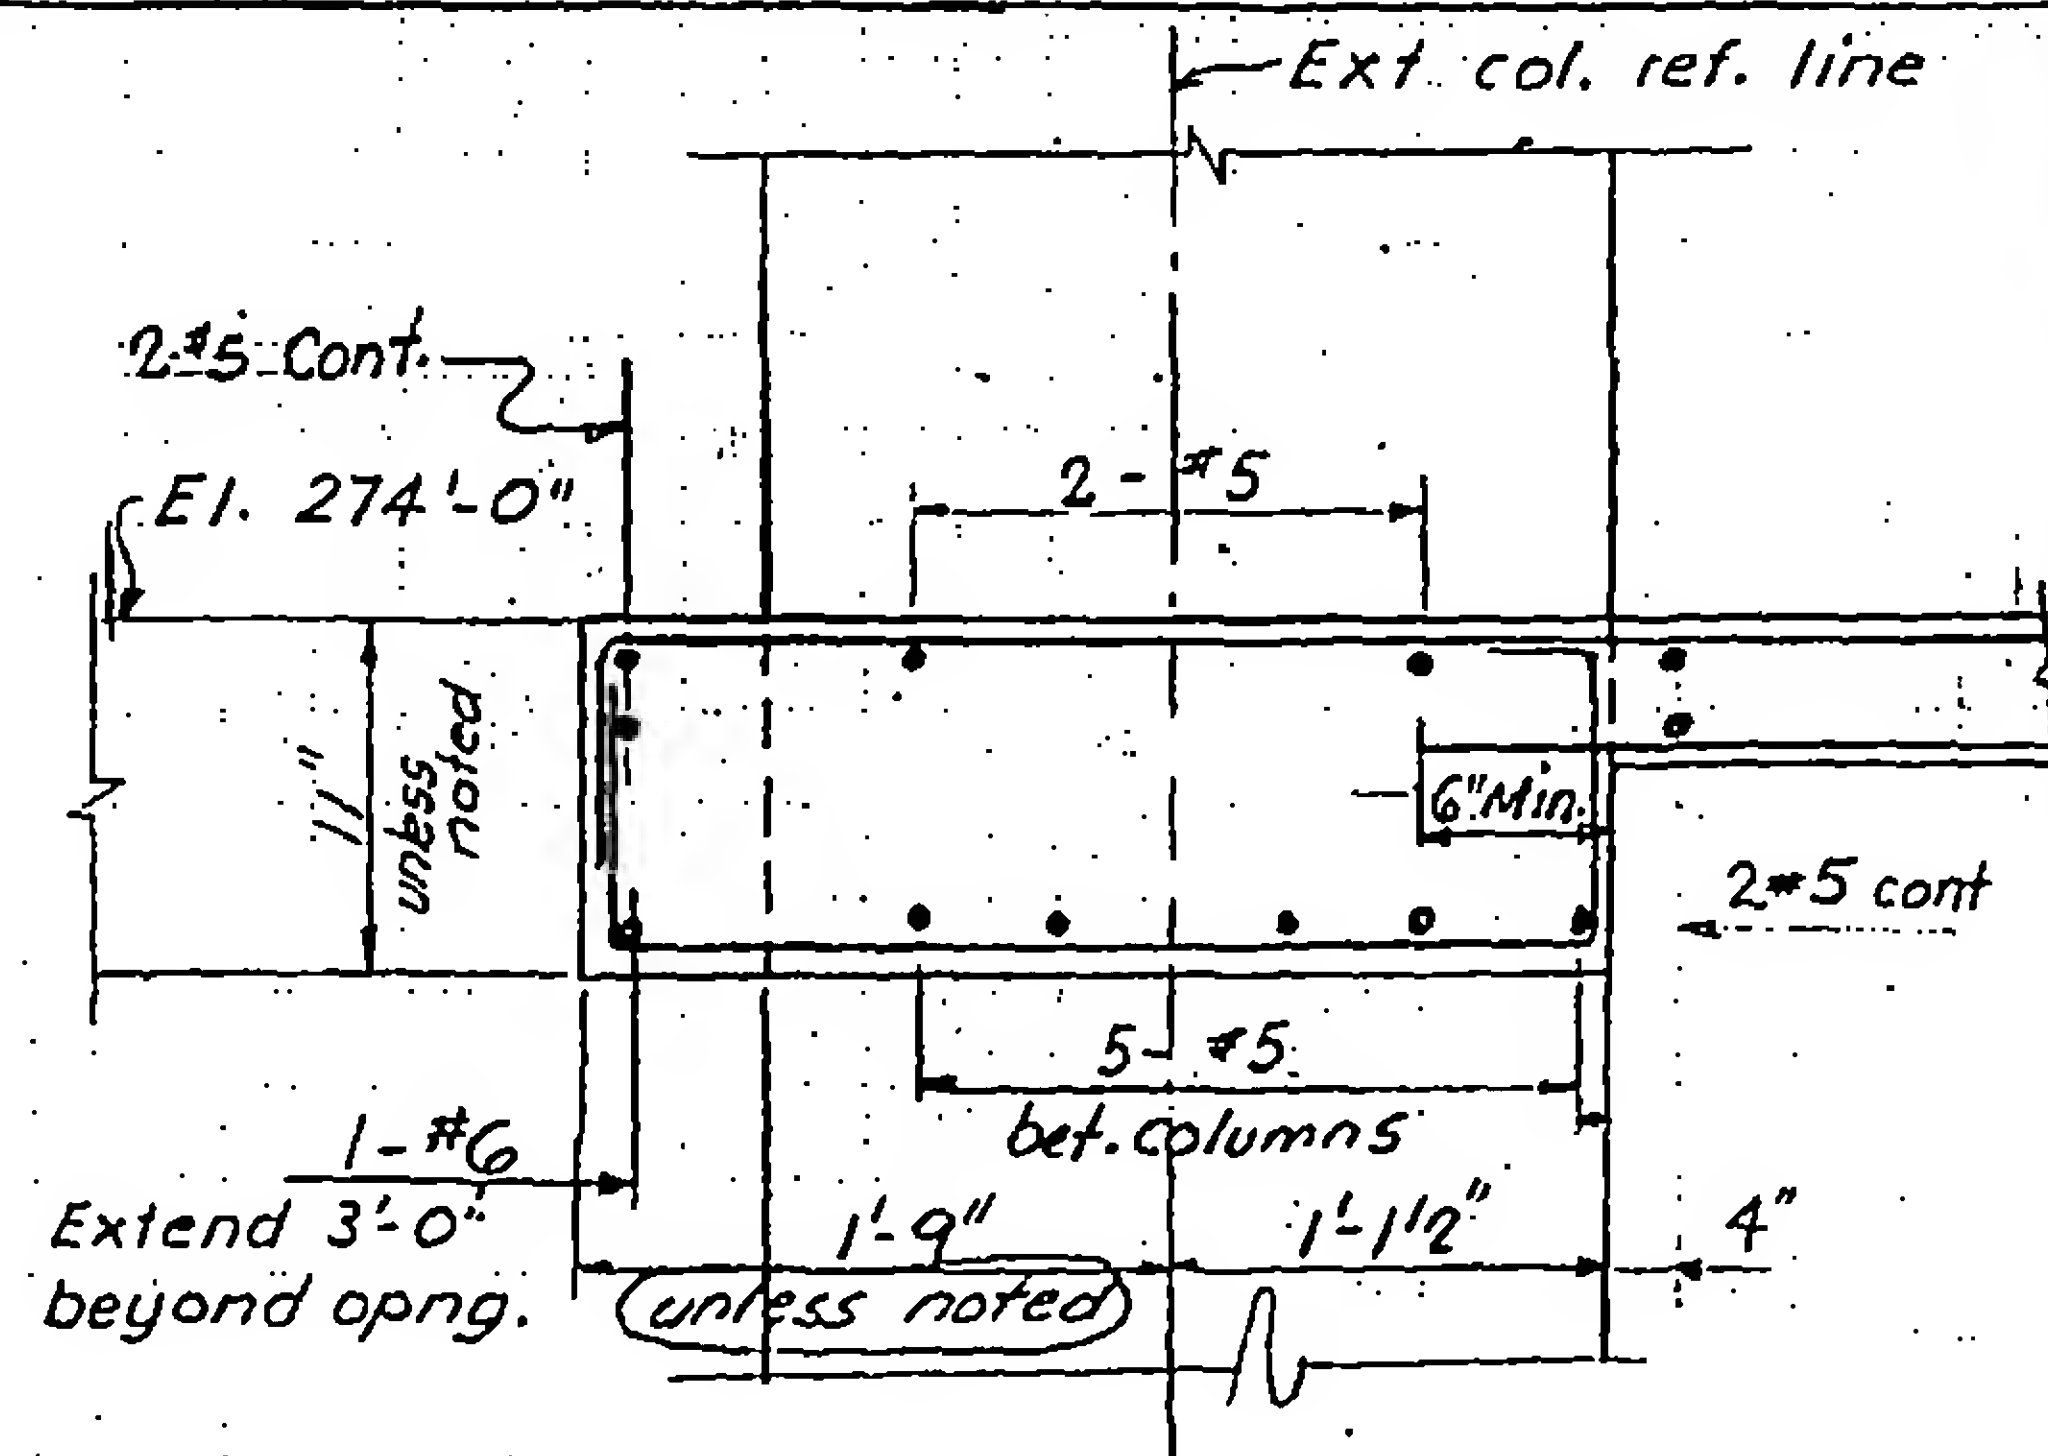 Ext col. ref. line
2 #5 Cont.
El. 274'-0"
2 - #5
11"
unless
noted
6" Min.
2 #5 cont
5 - #5
bet. columns
1 - #6
Extend 3'-0"
beyond opng.
1'-9"
unless noted
1'-1 1/2"
4"